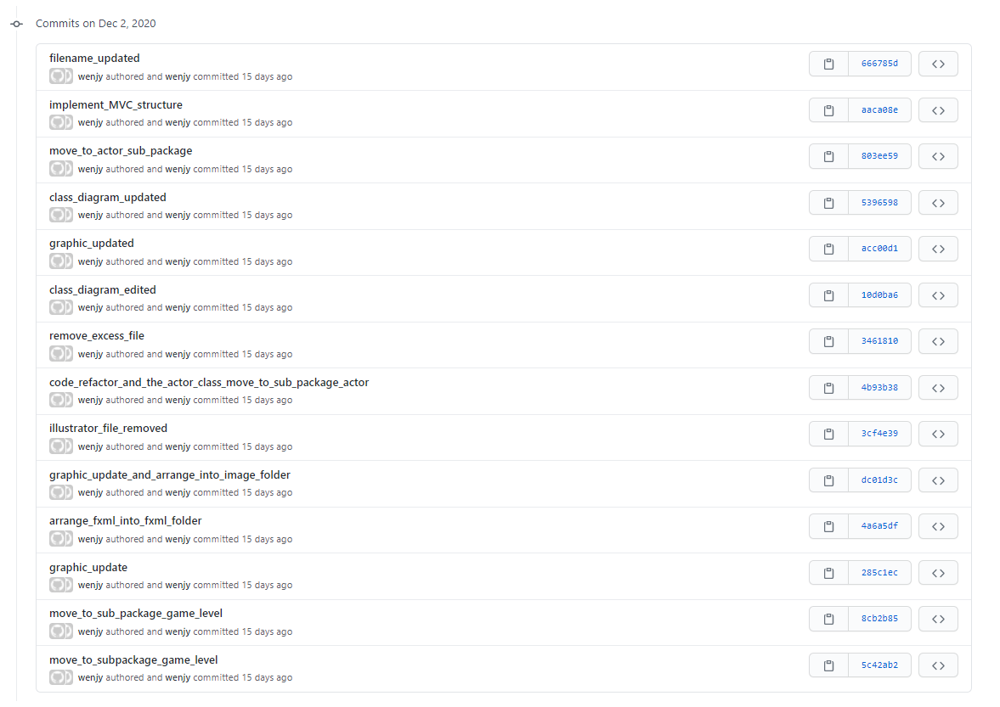 Commits on Dec 2, 2020
filename_updated
wenjy authored and wenjy committed 15 days ago
666785d
implement_MVC_structure
wenjy authored and wenjy committed 15 days ago
aaca08e
move_to_actor_sub_package
wenjy authored and wenjy committed 15 days ago
803ee59
class_diagram_updated
wenjy authored and wenjy committed 15 days ago
5396598
graphic_updated
wenjy authored and wenjy committed 15 days ago
acc00d1
class_diagram_edited
wenjy authored and wenjy committed 15 days ago
10d0ba6
remove_excess_file
wenjy authored and wenjy committed 15 days ago
3461810
code_refactor_and_the_actor_class_move_to_sub_package_actor
wenjy authored and wenjy committed 15 days ago
4b93b38
illustrator_file_removed
wenjy authored and wenjy committed 15 days ago
3cf4e39
graphic_update_and_arrange_into_image_folder
wenjy authored and wenjy committed 15 days ago
dc01d3c
arrange_fxml_into_fxml_folder
wenjy authored and wenjy committed 15 days ago
4a6a5df
graphic_update
wenjy authored and wenjy committed 15 days ago
285c1ec
move_to_sub_package_game_level
wenjy authored and wenjy committed 15 days ago
8cb2b85
move_to_subpackage_game_level
wenjy authored and wenjy committed 15 days ago
5c42ab2